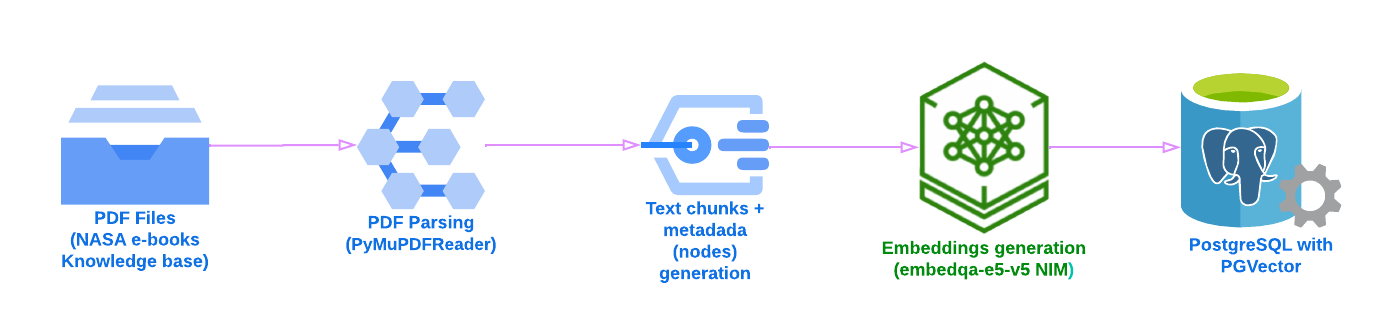 PDF Files
(NASA e-books
Knowledge base)
PDF Parsing
(PyMuPDFReader)
Text chunks +
metadada
(nodes)
generation
Embeddings generation
(embedqa-e5-v5 NIM)
PostgreSQL with
PGVector